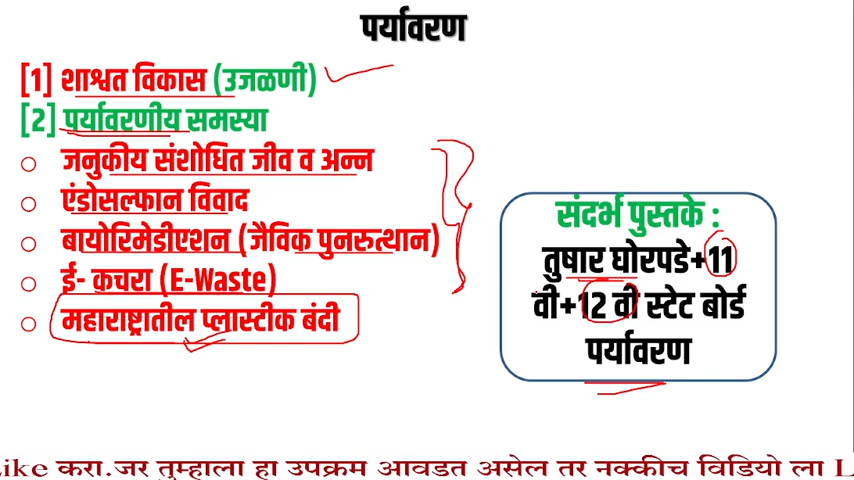 पर्यावरण
[1] शाश्वत विकास (उजळणी)
[2] पर्यावरणीय समस्या
○ जनुकीय संशोधित जीव व अन्न
○ एंडोसल्फान विवाद
○ बायोरिमेडीएशन (जैविक पुनरुत्थान)
○ ई- कचरा (E-Waste)
○ महाराष्ट्रातील प्लास्टीक बंदी
संदर्भ पुस्तके :
तुषार घोरपडे+11
वी+12 वी स्टेट बोर्ड
पर्यावरण
ike करा.जर तुम्हाला हा उपक्रम आवडत असेल तर नक्कीच विडियो ला L